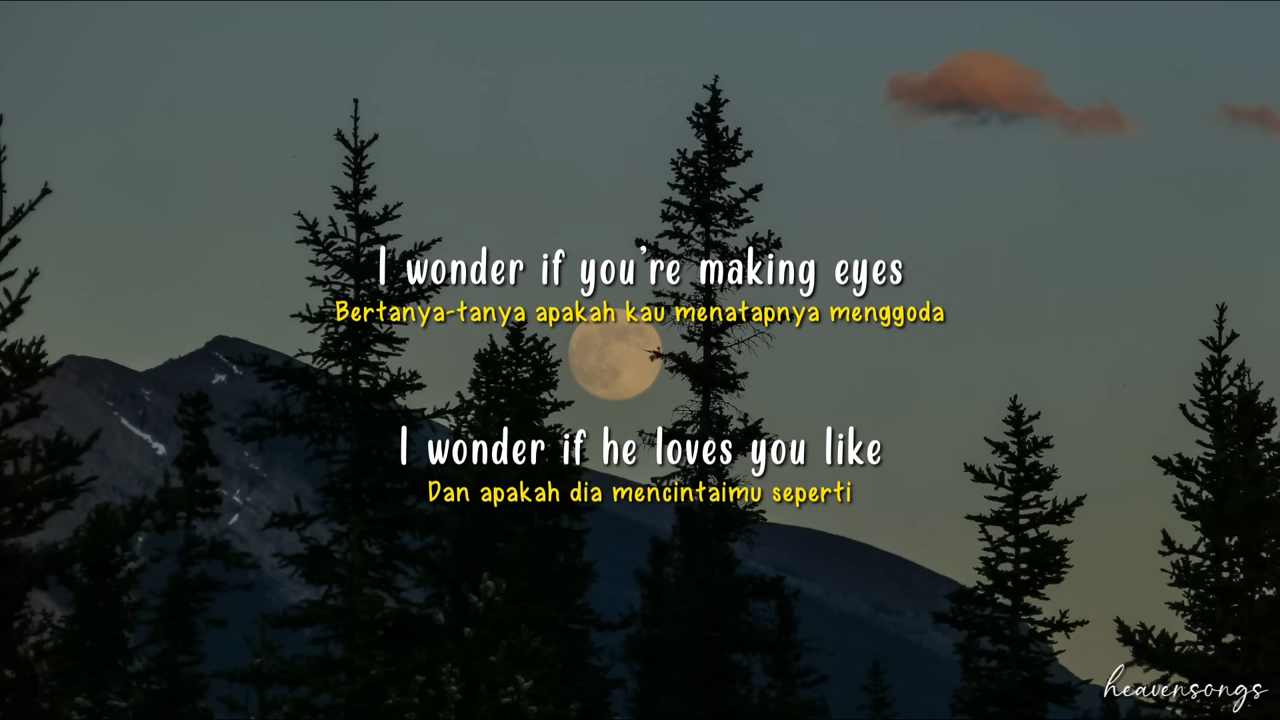 I wonder if you're making eyes
Bertanya-tanya apakah kau menatapnya menggoda
I wonder if he loves you like
Dan apakah dia mencintaimu seperti
heavensongs